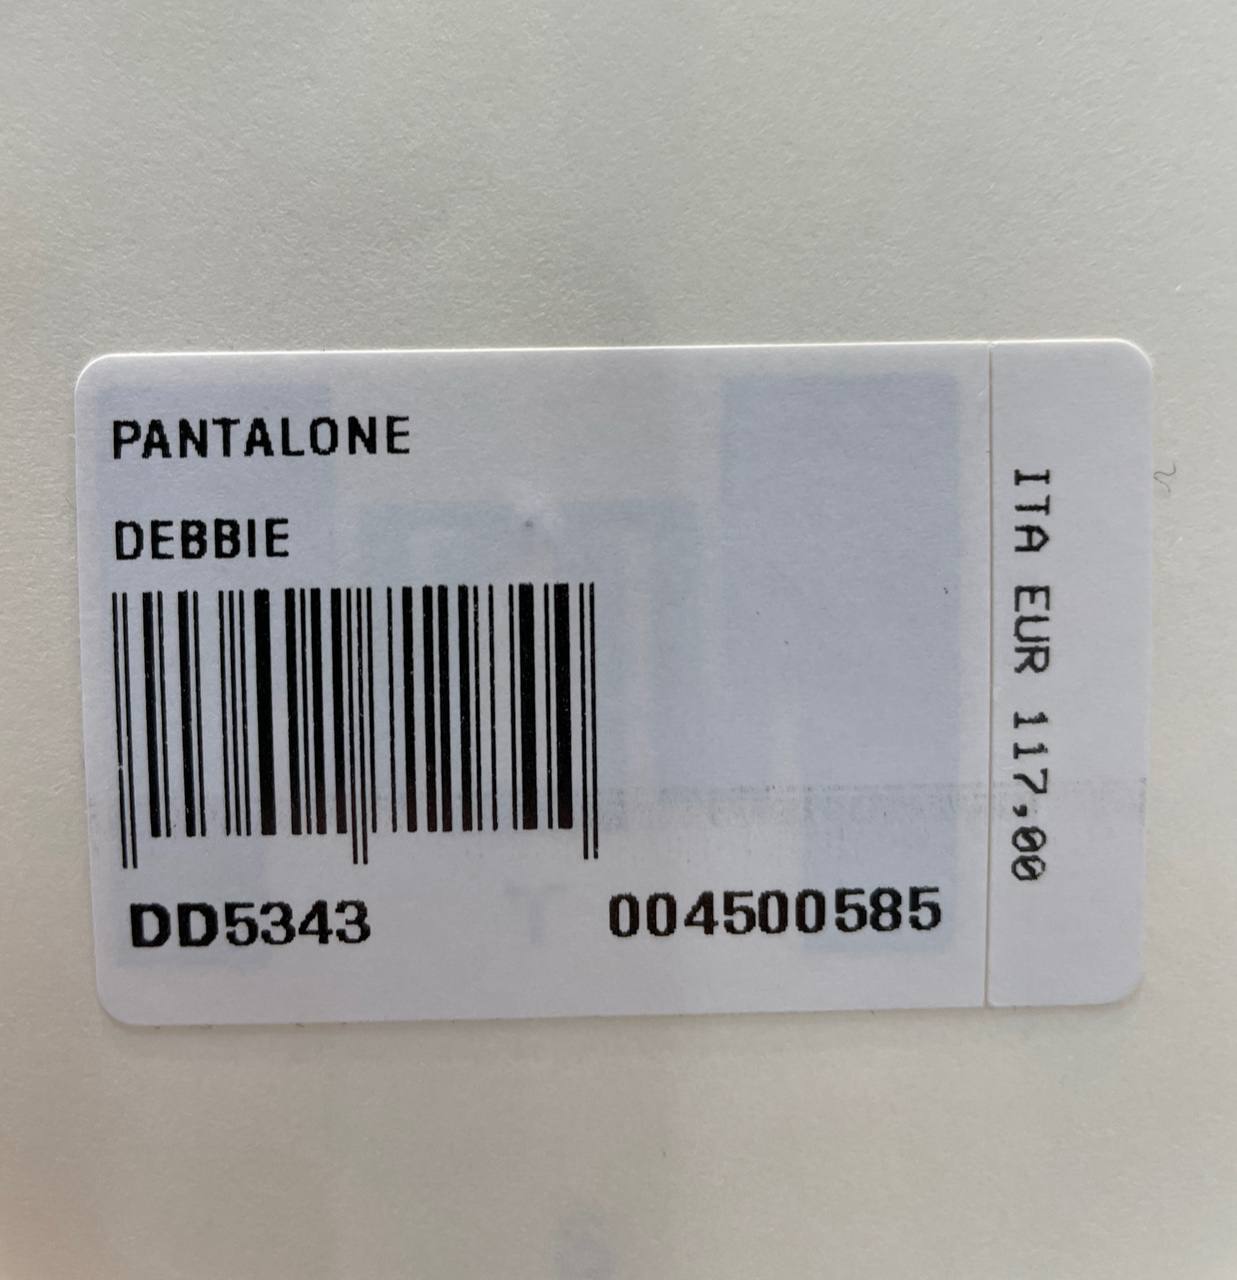 PANTALONE
DEBBIE
DD5343 004500585
ITA EUR 117,00